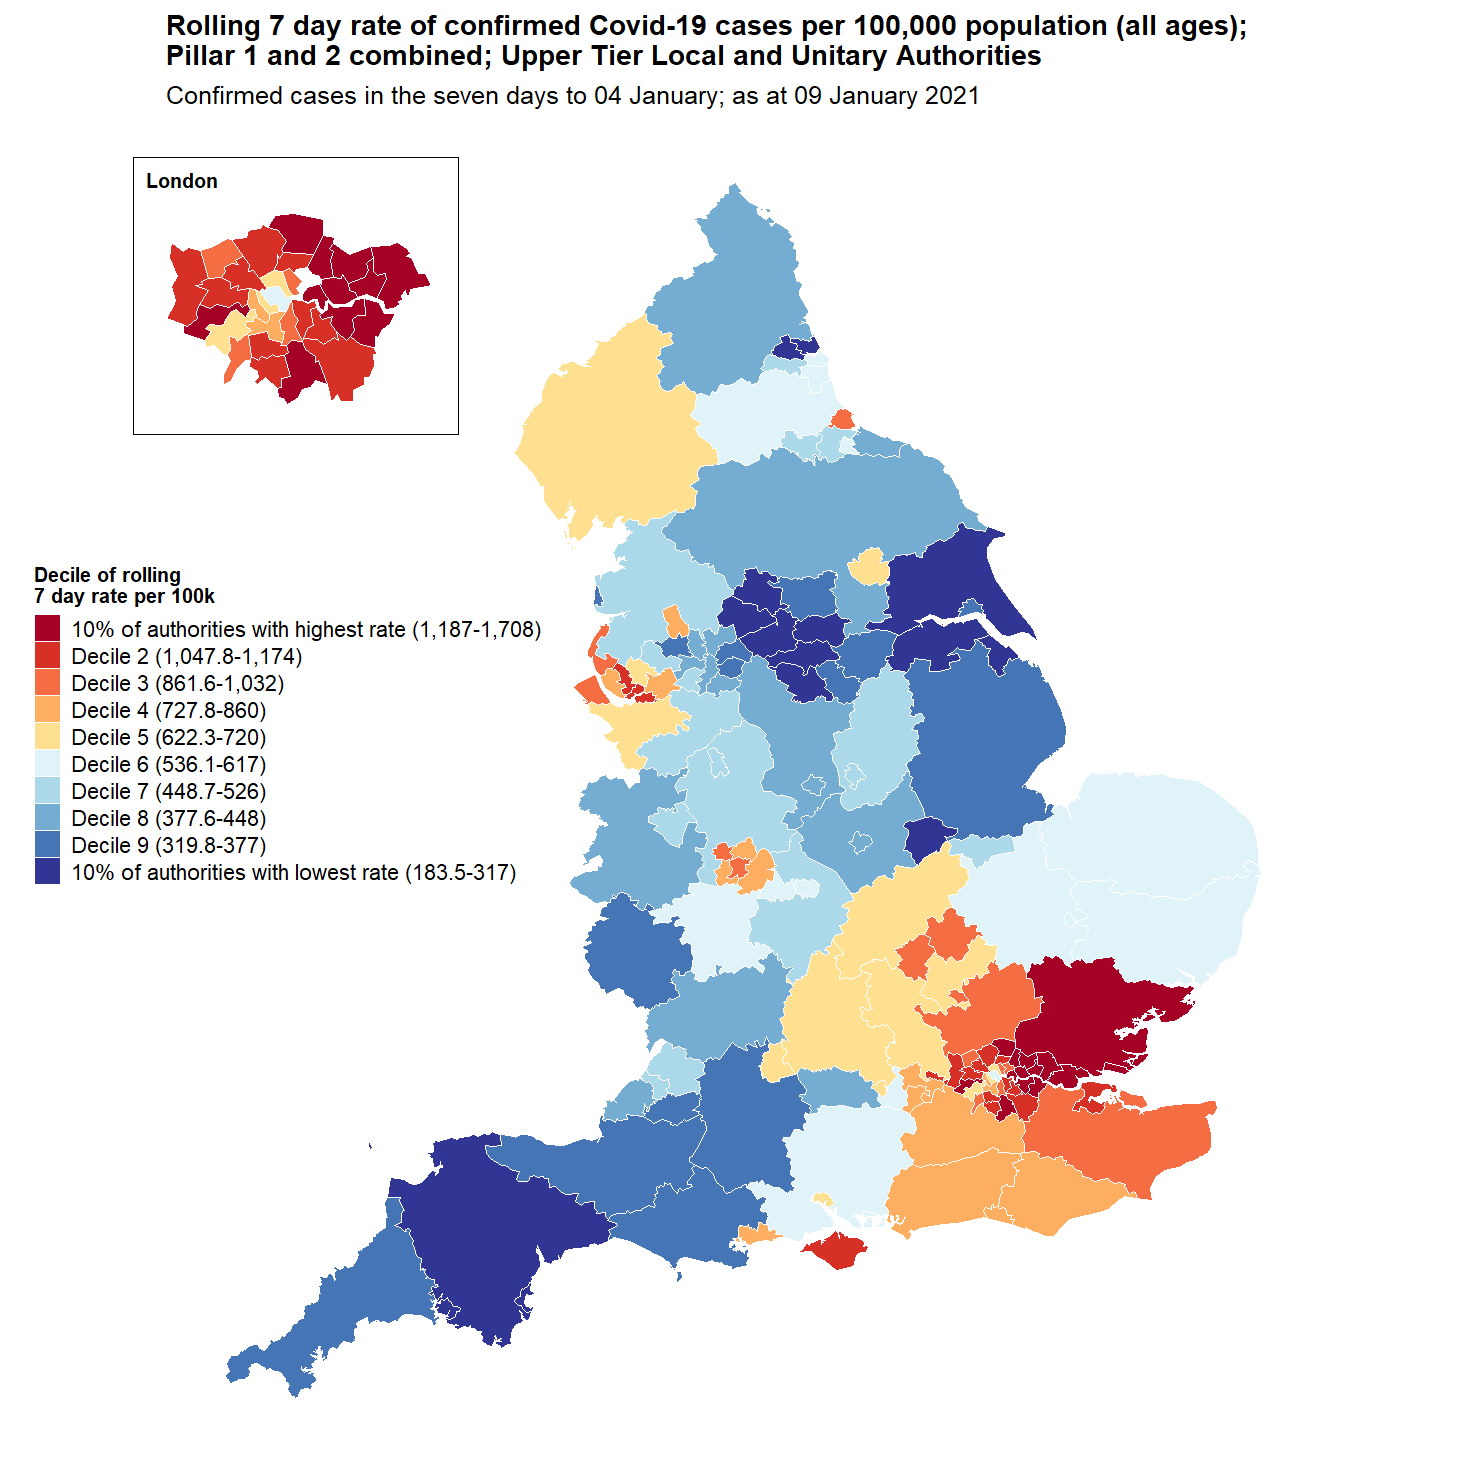 Rolling 7 day rate of confirmed Covid-19 cases per 100,000 population (all ages);
Pillar 1 and 2 combined; Upper Tier Local and Unitary Authorities
Confirmed cases in the seven days to 04 January; as at 09 January 2021
London
Decile of rolling
7 day rate per 100k
10% of authorities with highest rate (1,187-1,708)
Decile 2 (1,047.8-1,174)
Decile 3 (861.6-1,032)
Decile 4 (727.8-860)
Decile 5 (622.3-720)
Decile 6 (536.1-617)
Decile 7 (448.7-526)
Decile 8 (377.6-448)
Decile 9 (319.8-377)
10% of authorities with lowest rate (183.5-317)